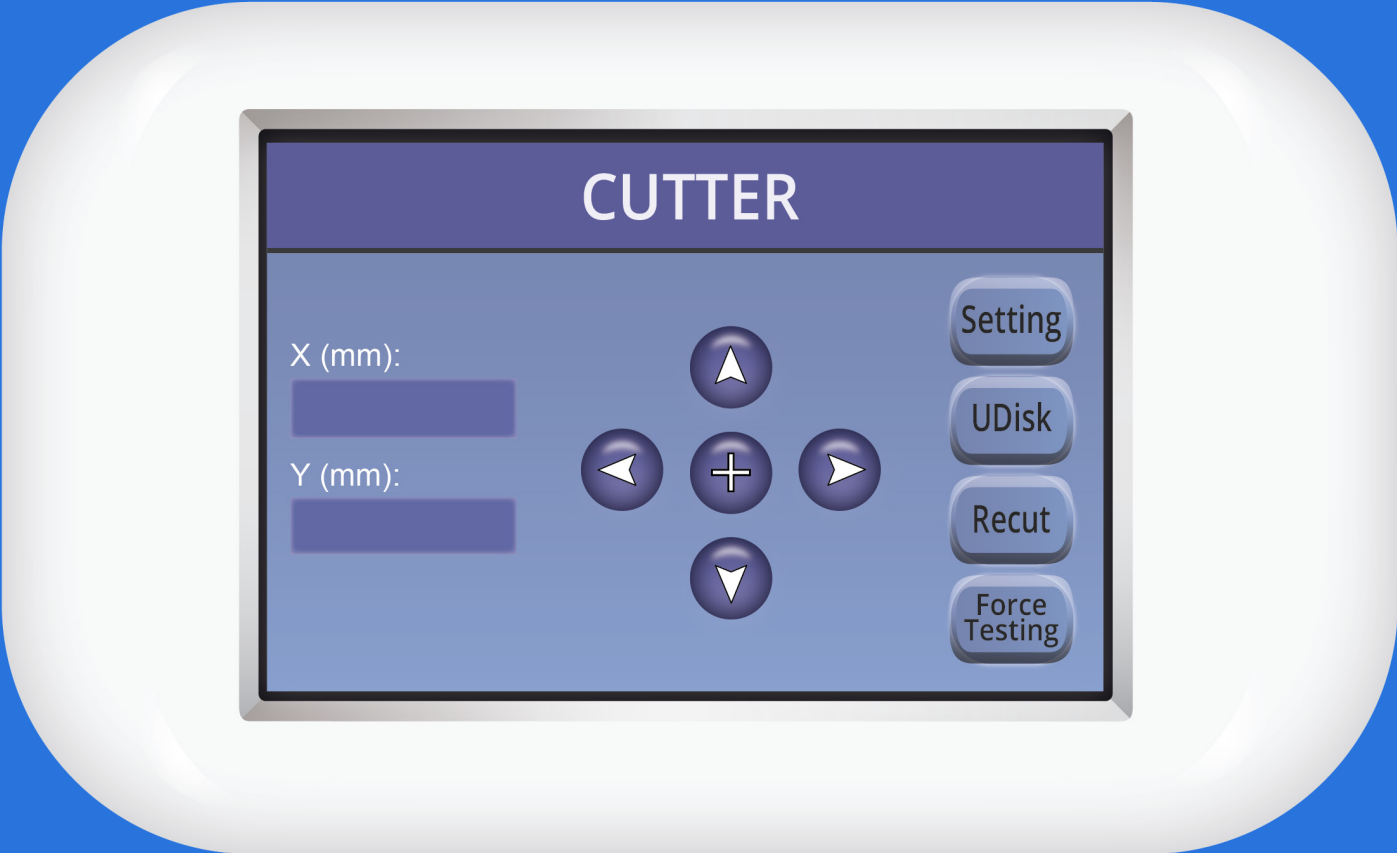 CUTTER
X (mm):
Y (mm):
Setting
UDisk
Recut
Force
Testing